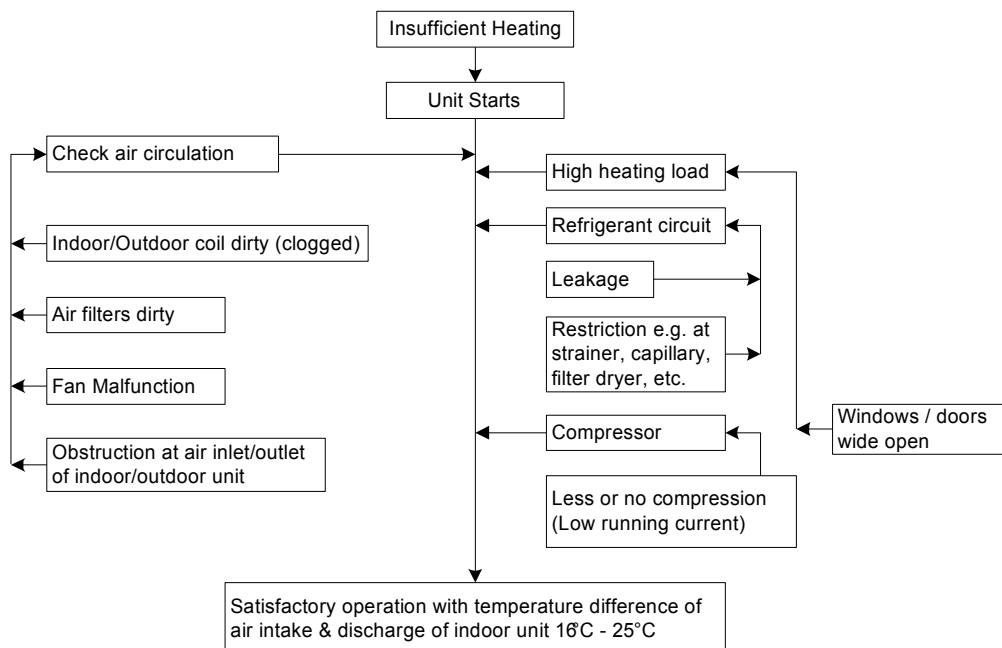 Insufficient Heating
Unit Starts
Check air circulation
High heating load
Indoor/Outdoor coil dirty (clogged)
Refrigerant circuit
Leakage
Air filters dirty
Restriction e.g. at
strainer, capillary,
filter dryer, etc.
Fan Malfunction
Windows / doors
wide open
Compressor
Obstruction at air inlet/outlet
of indoor/outdoor unit
Less or no compression
(Low running current)
Satisfactory operation with temperature difference of
air intake & discharge of indoor unit 16°C - 25°C